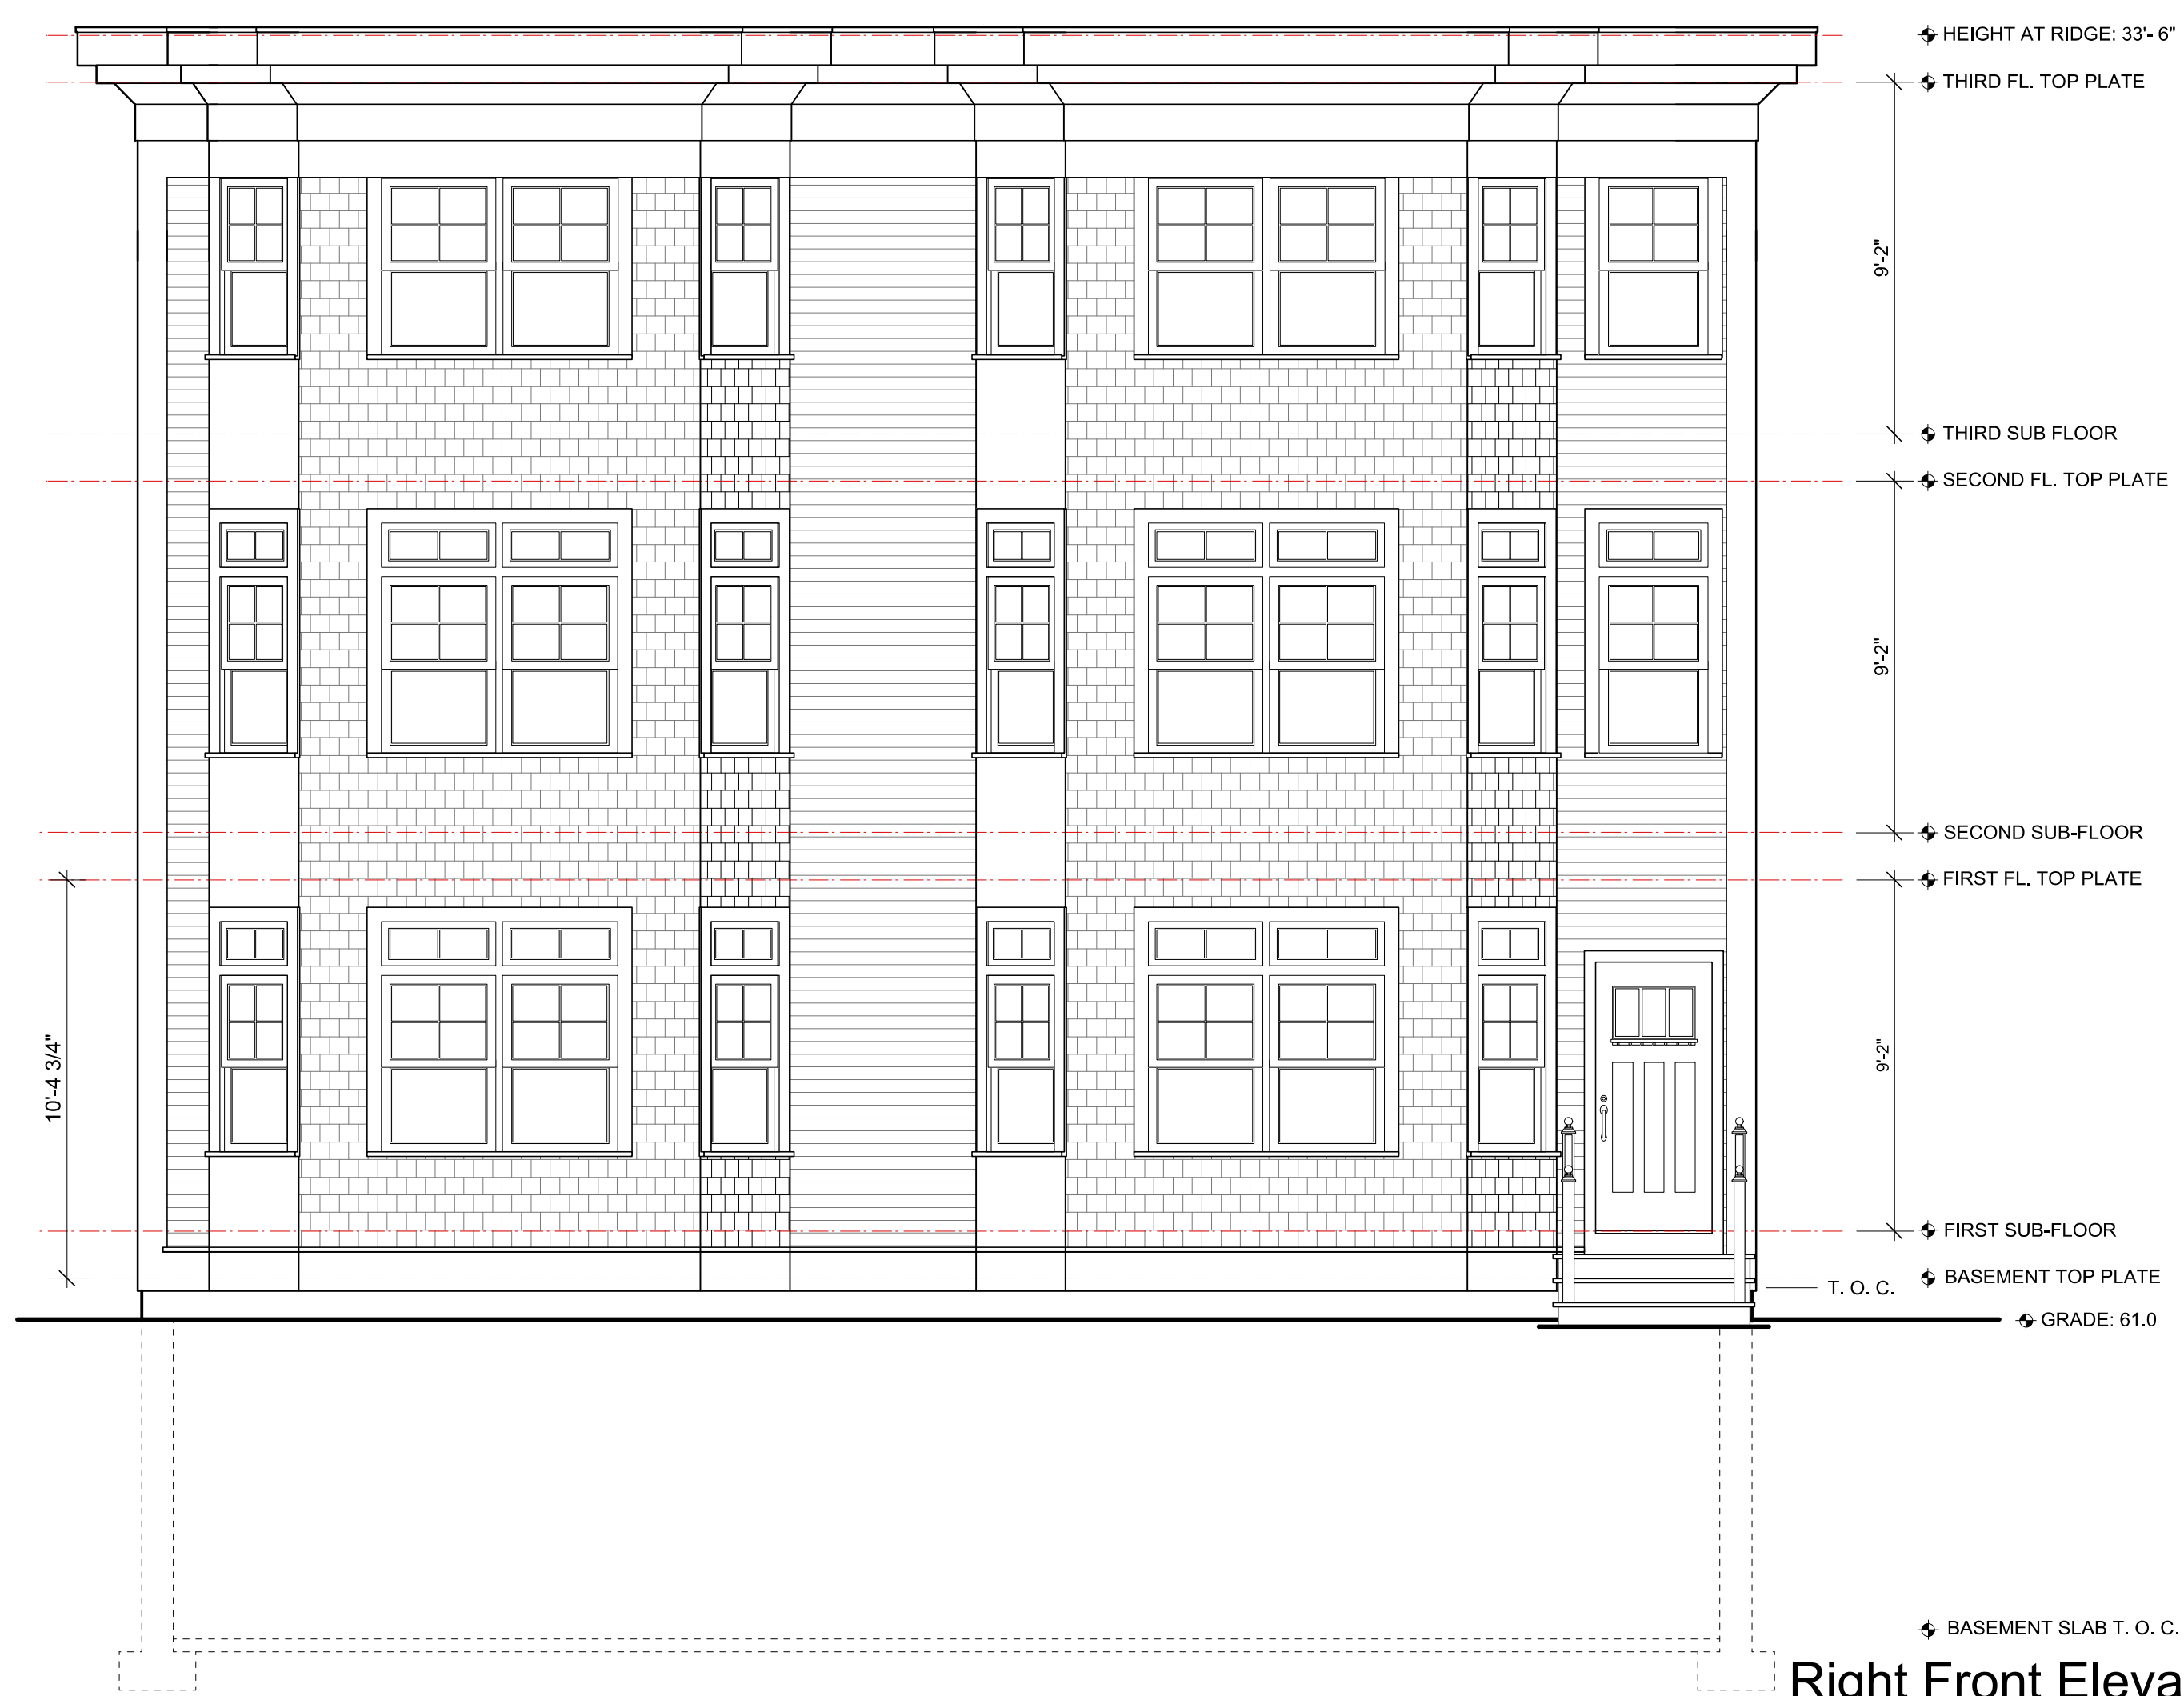 HEIGHT AT RIDGE: 33'- 6"
THIRD FL. TOP PLATE
9'-2"
THIRD SUB FLOOR
SECOND FL. TOP PLATE
9'-2"
SECOND SUB-FLOOR
FIRST FL. TOP PLATE
10'-4 3/4"
9'-2"
FIRST SUB-FLOOR
BASEMENT TOP PLATE
T. O. C.
GRADE: 61.0
BASEMENT SLAB T. O. C.
Right Front Eleva